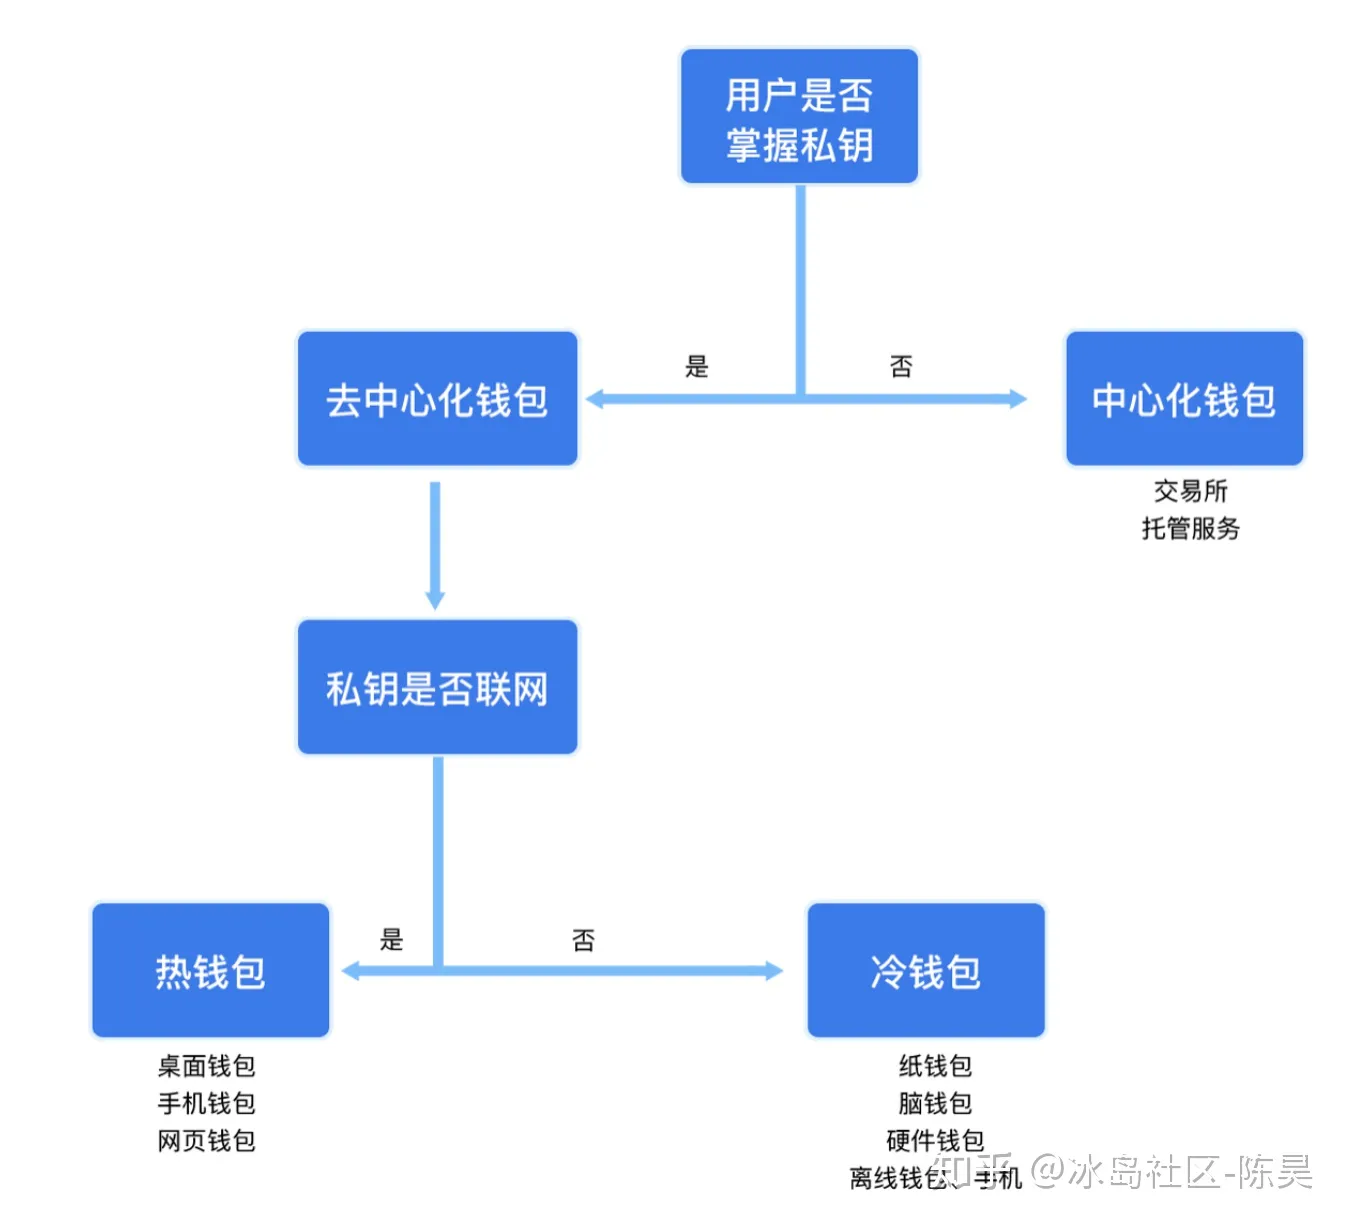 用户是否
掌握私钥
是
否
去中心化钱包
中心化钱包
交易所
托管服务
私钥是否联网
是
否
热钱包
冷钱包
桌面钱包
手机钱包
网页钱包
纸钱包
脑钱包
硬件钱包
离线钱包、手机
知乎 @冰岛社区-陈昊